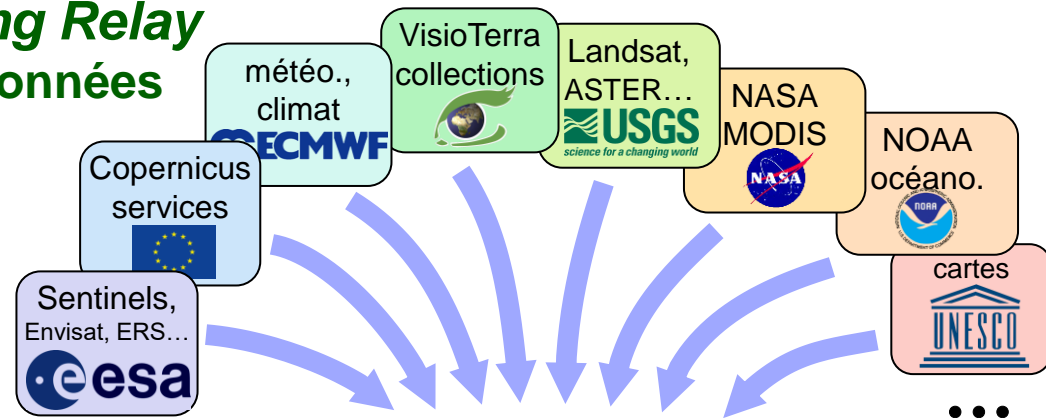 ng Relay
onnées
météo.,
climat
ECMWF
VisioTerra
collections
Landsat,
ASTER…
USGS
science for a changing world
NASA
MODIS
NASA
NOAA
océano.
NOAA
Copernicus
services
Sentinels,
Envisat, ERS…
esa
cartes
UNESCO
...